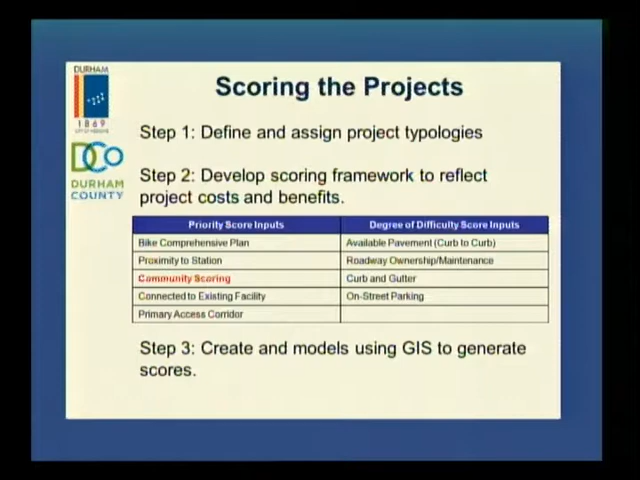 DURHAM
1869
CITY OF MEDICINE
DCO
DURHAM
COUNTY
Scoring the Projects
Step 1: Define and assign project typologies
Step 2: Develop scoring framework to reflect
project costs and benefits.
Priority Score Inputs | Degree of Difficulty Score Inputs
Bike Comprehensive Plan | Available Pavement (Curb to Curb)
Proximity to Station | Roadway Ownership/Maintenance
Community Scoring | Curb and Gutter
Connected to Existing Facility | On-Street Parking
Primary Access Corridor
Step 3: Create and models using GIS to generate
scores.